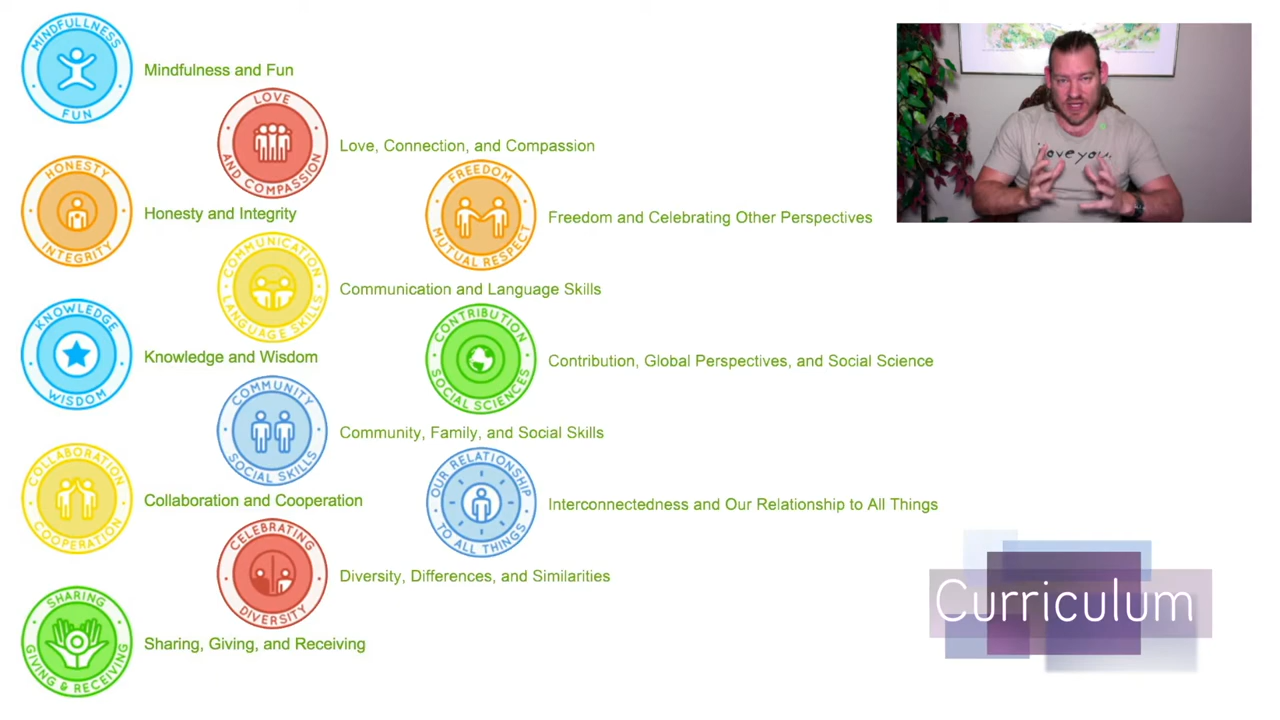 MINDFULLNESS
FUN
Mindfulness and Fun
LOVE
AND COMPASSION
Love, Connection, and Compassion
HONESTY
INTEGRITY
Honesty and Integrity
FREEDOM
MUTUAL RESPECT
Freedom and Celebrating Other Perspectives
COMMUNICATION
LANGUAGE SKILLS
Communication and Language Skills
KNOWLEDGE
WISDOM
Knowledge and Wisdom
CONTRIBUTION
SOCIAL SCIENCES
Contribution, Global Perspectives, and Social Science
COMMUNITY
SOCIAL SKILLS
Community, Family, and Social Skills
COLLABORATION
COOPERATION
Collaboration and Cooperation
OUR RELATIONSHIP
TO ALL THINGS
Interconnectedness and Our Relationship to All Things
CELEBRATING
DIVERSITY
Diversity, Differences, and Similarities
SHARING
GIVING & RECEIVING
Sharing, Giving, and Receiving
i love you.
Curriculum